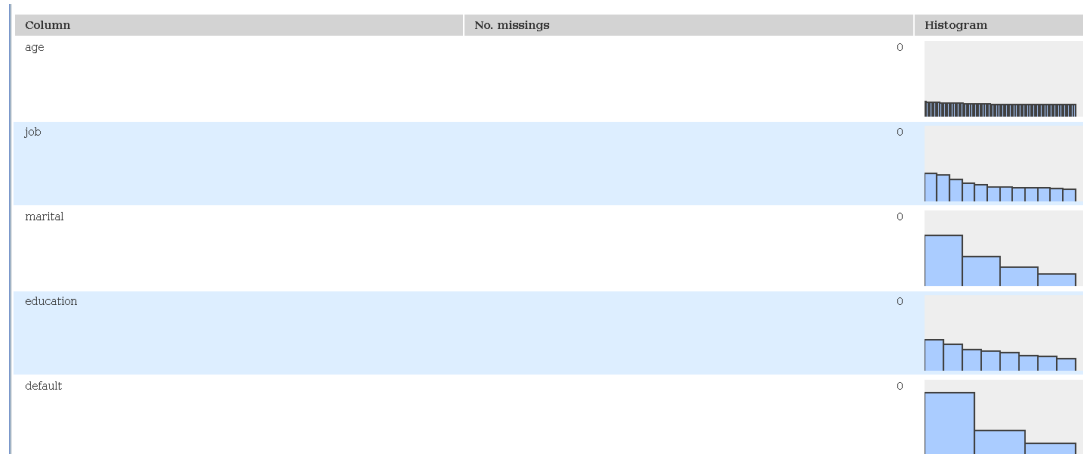 Column No. missings Histogram
age 0
job 0
marital 0
education 0
default 0